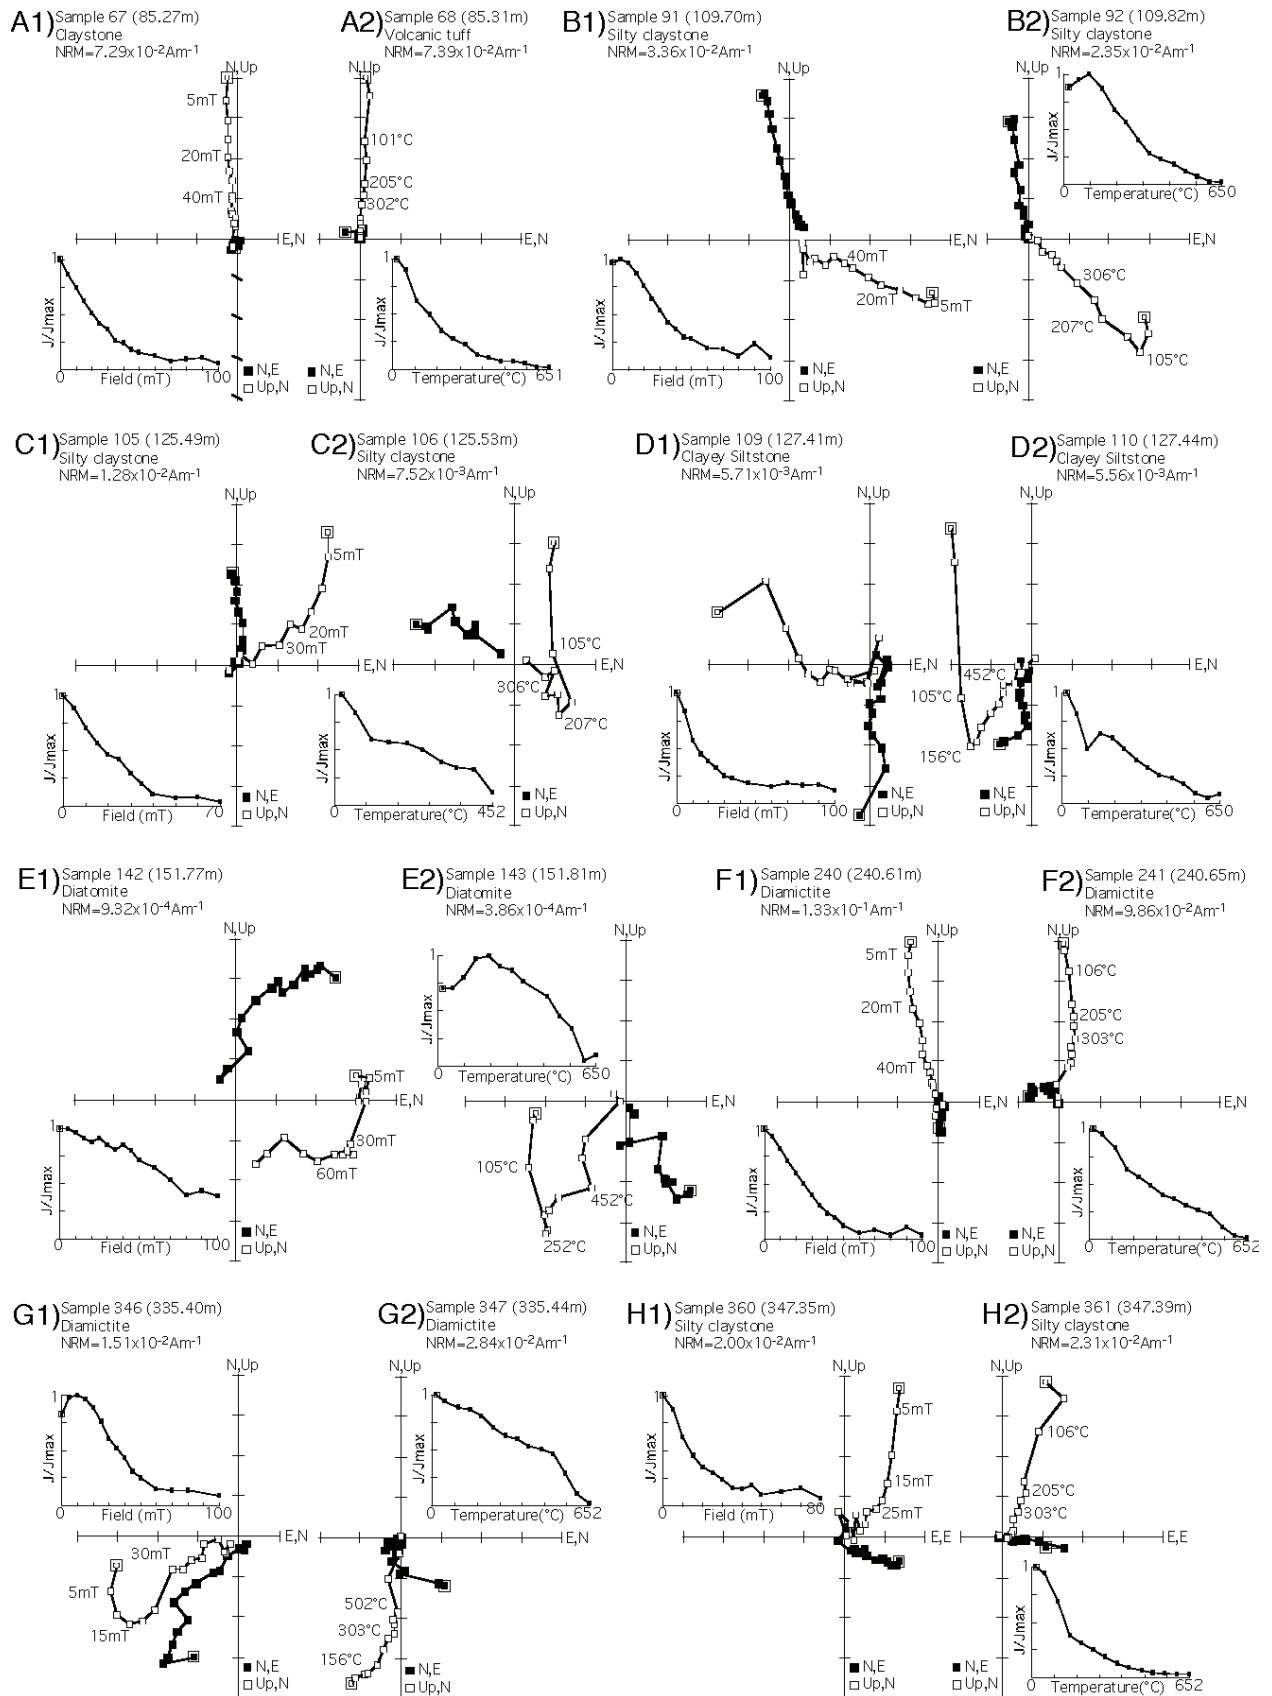 A1) Sample 67 (85.27m)
Claystone
NRM=7.29x10-2Am-1
N,Up
5mT
20mT
40mT
E,N
1
J/Jmax
0
Field (mT)
100
N,E
Up,N
A2) Sample 68 (85.31m)
Volcanic tuff
NRM=7.39x10-2Am-1
N,Up
101°C
205°C
302°C
E,N
1
J/Jmax
0
Temperature(°C)
651
N,E
Up,N
B1) Sample 91 (109.70m)
Silty claystone
NRM=3.36x10-2Am-1
N,Up
E,N
40mT
20mT
5mT
1
J/Jmax
0
Field (mT)
100
N,E
Up,N
B2) Sample 92 (109.82m)
Silty claystone
NRM=2.35x10-2Am-1
N,Up
1
J/Jmax
0
Temperature(°C)
650
E,N
306°C
207°C
105°C
N,E
Up,N
C1) Sample 105 (125.49m)
Silty claystone
NRM=1.28x10-2Am-1
N,Up
5mT
20mT
30mT
E,N
1
J/Jmax
0
Field (mT)
70
N,E
Up,N
C2) Sample 106 (125.53m)
Silty claystone
NRM=7.52x10-3Am-1
N,Up
105°C
E,N
306°C
207°C
1
J/Jmax
0
Temperature(°C)
452
N,E
Up,N
D1) Sample 109 (127.41m)
Clayey Siltstone
NRM=5.71x10-3Am-1
N,Up
E,N
1
J/Jmax
0
Field (mT)
100
N,E
Up,N
D2) Sample 110 (127.44m)
Clayey Siltstone
NRM=5.56x10-3Am-1
N,Up
E,N
452°C
105°C
156°C
1
J/Jmax
0
Temperature(°C)
650
N,E
Up,N
E1) Sample 142 (151.77m)
Diatomite
NRM=9.32x10-4Am-1
N,Up
5mT
E,N
30mT
60mT
1
J/Jmax
0
Field (mT)
100
N,E
Up,N
E2) Sample 143 (151.81m)
Diatomite
NRM=3.86x10-4Am-1
N,Up
1
J/Jmax
0
Temperature(°C)
650
E,N
105°C
452°C
252°C
N,E
Up,N
F1) Sample 240 (240.61m)
Diamictite
NRM=1.33x10-1Am-1
N,Up
5mT
20mT
40mT
E,N
1
J/Jmax
0
Field (mT)
100
N,E
Up,N
F2) Sample 241 (240.65m)
Diamictite
NRM=9.86x10-2Am-1
N,Up
106°C
205°C
303°C
E,N
1
J/Jmax
0
Temperature(°C)
652
N,E
Up,N
G1) Sample 346 (335.40m)
Diamictite
NRM=1.51x10-2Am-1
N,Up
1
J/Jmax
0
Field (mT)
100
E,N
30mT
5mT
15mT
N,E
Up,N
G2) Sample 347 (335.44m)
Diamictite
NRM=2.84x10-2Am-1
N,Up
1
J/Jmax
0
Temperature(°C)
652
E,N
502°C
303°C
156°C
N,E
Up,N
H1) Sample 360 (347.35m)
Silty claystone
NRM=2.00x10-2Am-1
N,Up
5mT
15mT
25mT
1
J/Jmax
0
Field (mT)
80
E,E
N,E
Up,N
H2) Sample 361 (347.39m)
Silty claystone
NRM=2.31x10-2Am-1
N,Up
106°C
205°C
303°C
E,E
1
J/Jmax
0
Temperature(°C)
652
N,E
Up,N